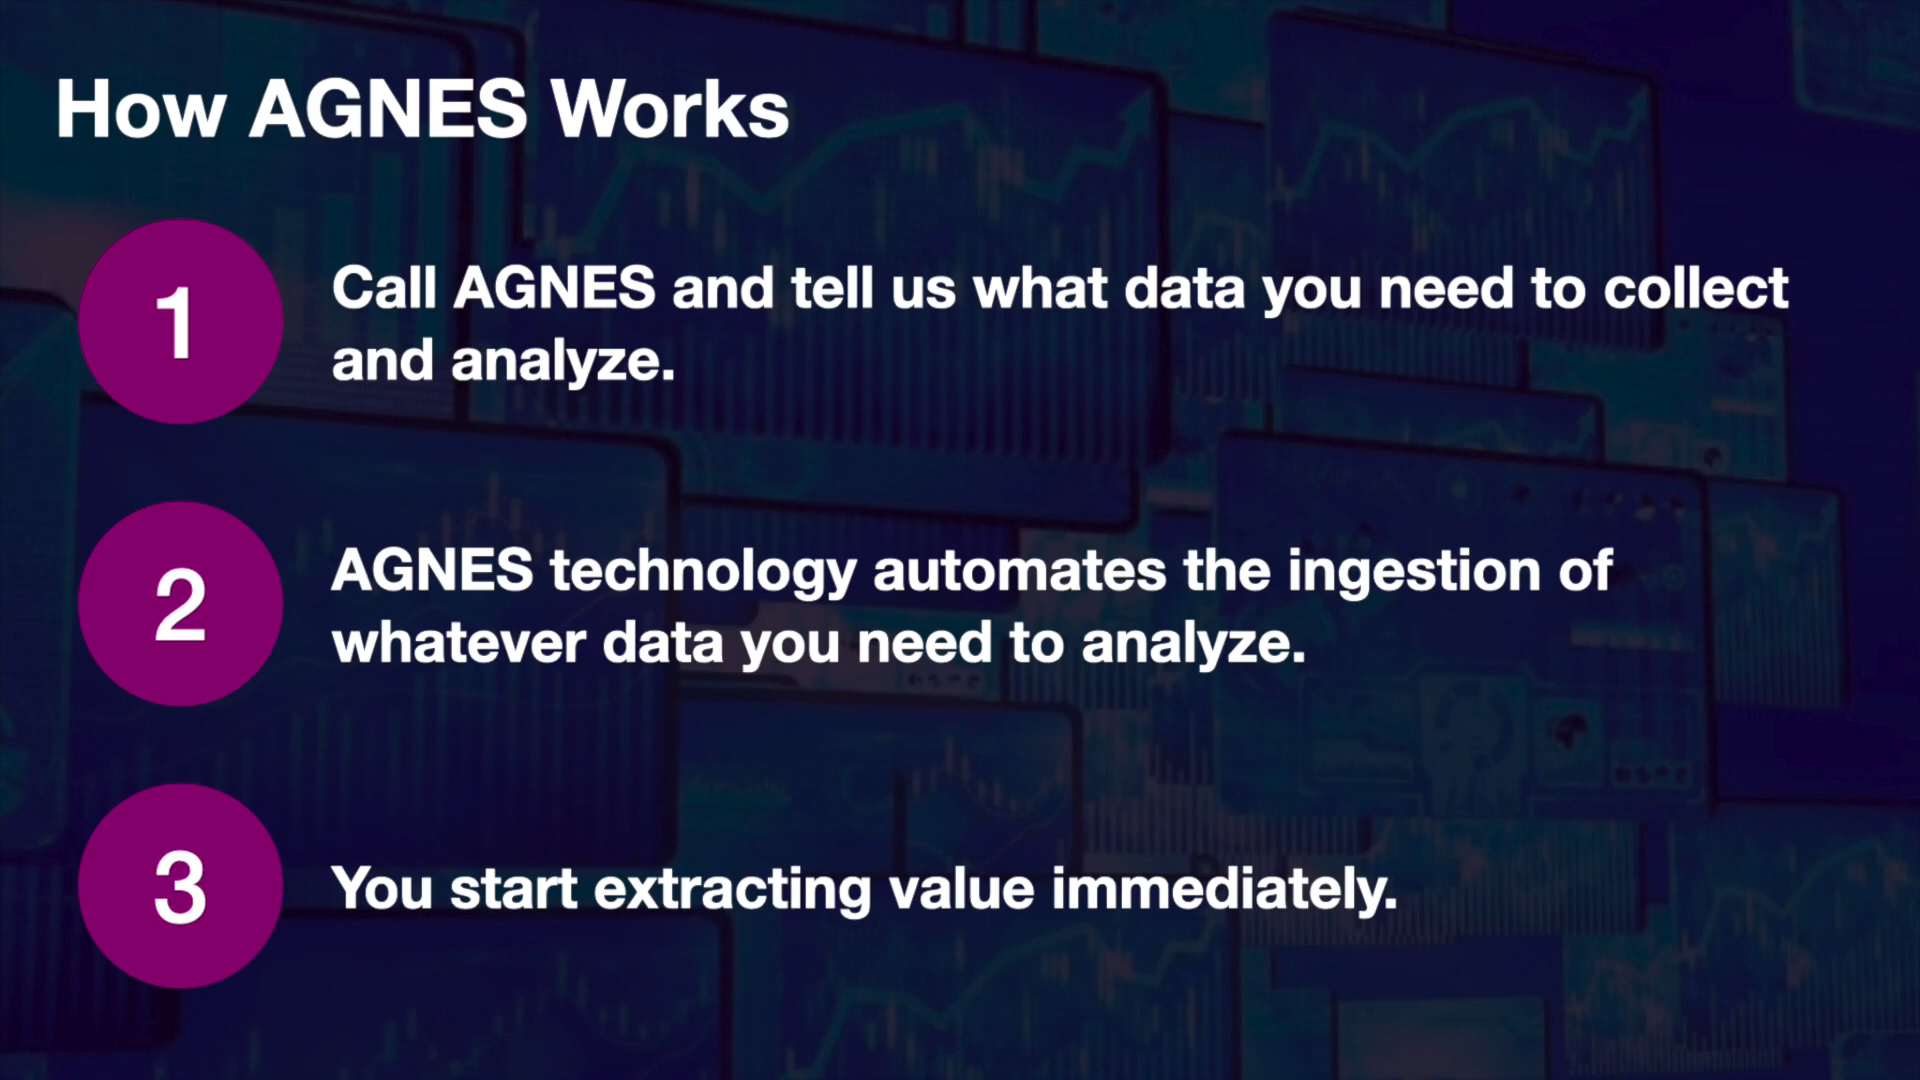 How AGNES Works
1
Call AGNES and tell us what data you need to collect
and analyze.
2
AGNES technology automates the ingestion of
whatever data you need to analyze.
3
You start extracting value immediately.